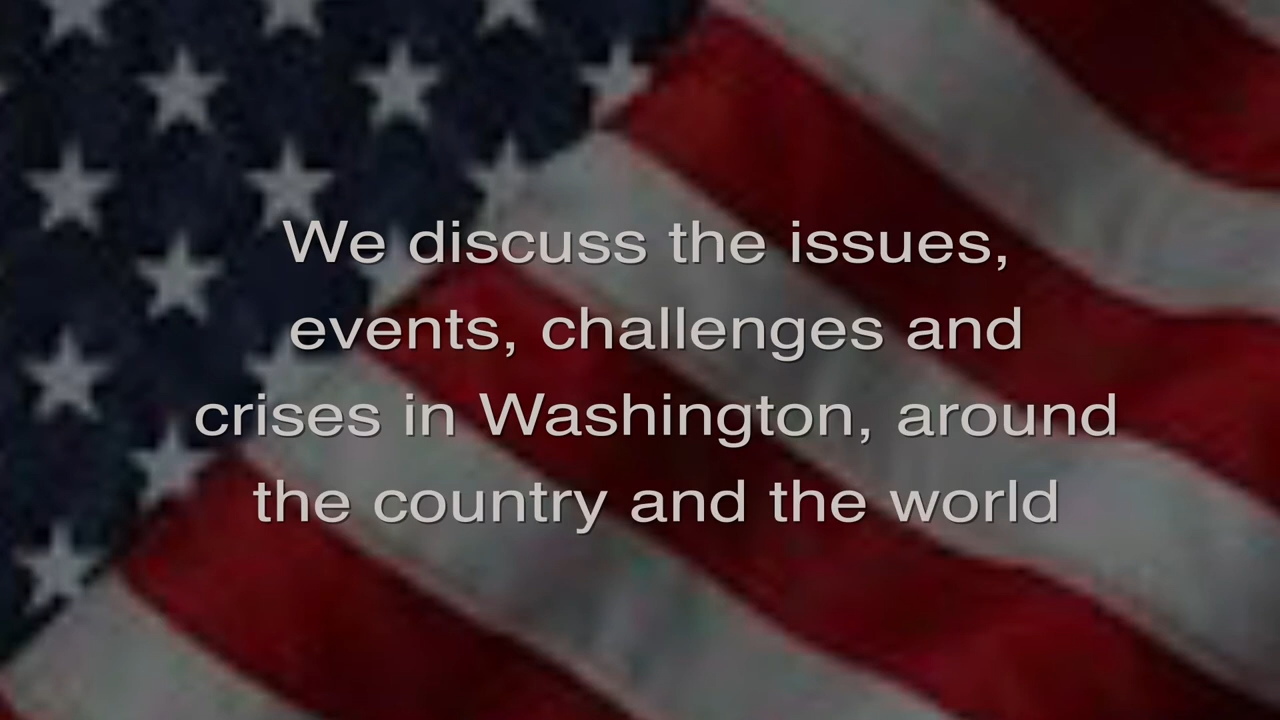 We discuss the issues,
events, challenges and
crises in Washington, around
the country and the world